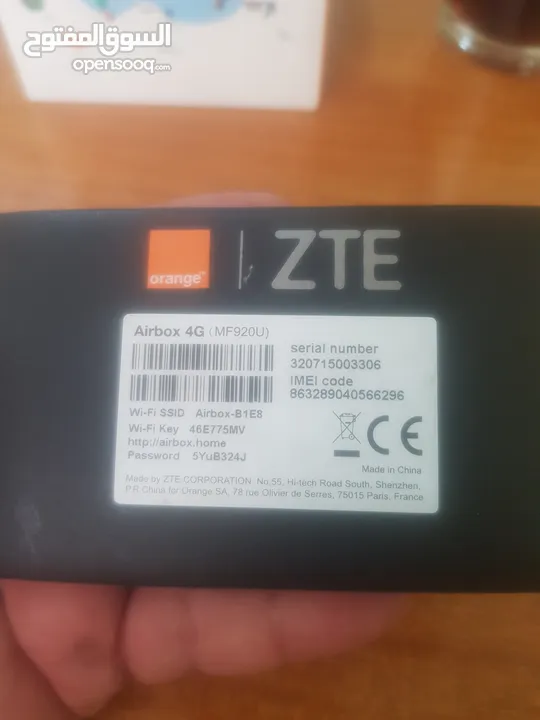 السوق المفتوح
opensooq.com
orange™ | ZTE
Airbox 4G (MF920U)
serial number
320715003306
IMEI code
863289040566296
Wi-Fi SSID Airbox-B1E8
Wi-Fi Key 46E775MV
http://airbox.home
Password 5YuB324J
CE
Made in China
Made by ZTE CORPORATION No.55, Hi-tech Road South, Shenzhen,
P.R China for Orange SA, 78 rue Olivier de Serres, 75015 Paris, France